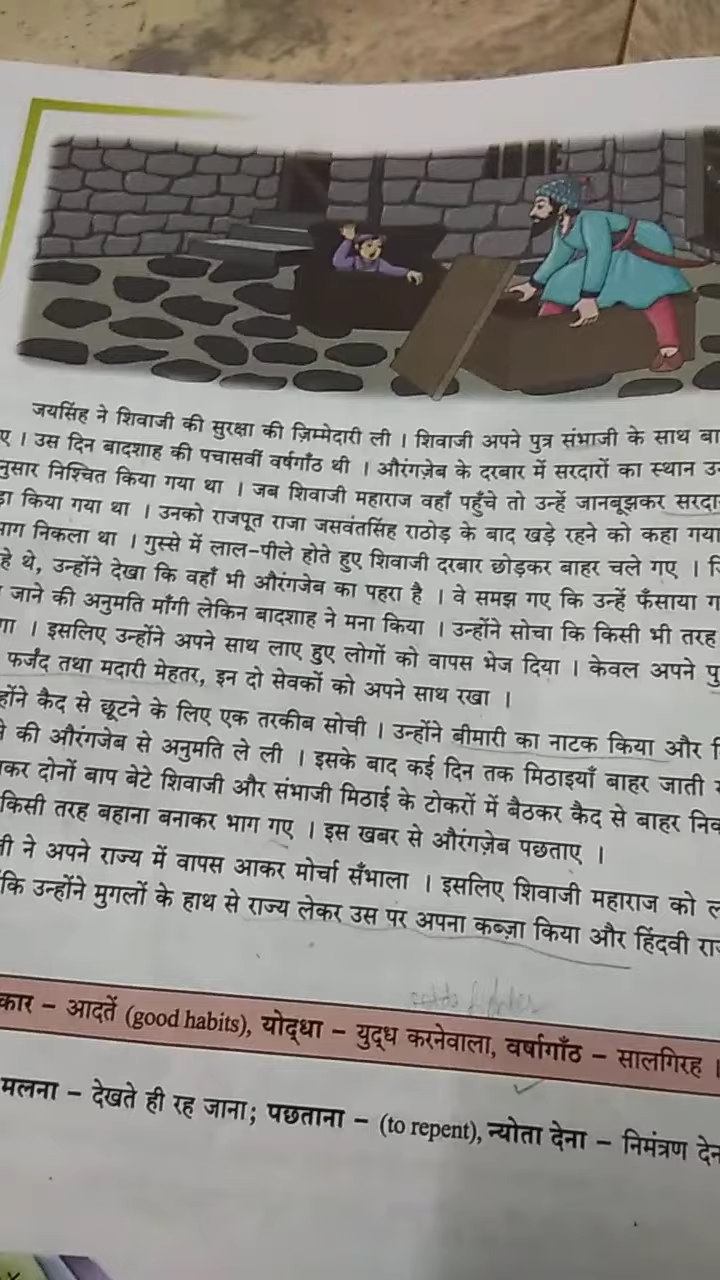 जयसिंह ने शिवाजी की सुरक्षा की ज़िम्मेदारी ली । शिवाजी अपने पुत्र संभाजी के साथ बा
ए । उस दिन बादशाह की पचासवीं वर्षगाँठ थी । औरंगज़ेब के दरबार में सरदारों का स्थान उन
नुसार निश्चित किया गया था । जब शिवाजी महाराज वहाँ पहुँचे तो उन्हें जानबूझकर सरदा
ड़ा किया गया था । उनको राजपूत राजा जसवंतसिंह राठोड़ के बाद खड़े रहने को कहा गया
भाग निकला था । गुस्से में लाल-पीले होते हुए शिवाजी दरबार छोड़कर बाहर चले गए ।
हे थे, उन्होंने देखा कि वहाँ भी औरंगजेब का पहरा है । वे समझ गए कि उन्हें फँसाया ग
जाने की अनुमति माँगी लेकिन बादशाह ने मना किया । उन्होंने सोचा कि किसी भी तरह
गा । इसलिए उन्होंने अपने साथ लाए हुए लोगों को वापस भेज दिया । केवल अपने पु
फर्जंद तथा मदारी मेहतर, इन दो सेवकों को अपने साथ रखा ।
होंने कैद से छूटने के लिए एक तरकीब सोची । उन्होंने बीमारी का नाटक किया और
की औरंगजेब से अनुमति ले ली । इसके बाद कई दिन तक मिठाइयाँ बाहर जाती
कर दोनों बाप बेटे शिवाजी और संभाजी मिठाई के टोकरों में बैठकर कैद से बाहर निक
किसी तरह बहाना बनाकर भाग गए । इस खबर से औरंगज़ेब पछताए ।
जी ने अपने राज्य में वापस आकर मोर्चा सँभाला । इसलिए शिवाजी महाराज को ल
कि उन्होंने मुगलों के हाथ से राज्य लेकर उस पर अपना कब्ज़ा किया और हिंदवी रा
कार – आदतें (good habits), योद्धा – युद्ध करनेवाला, वर्षागाँठ – सालगिरह ।
मलना – देखते ही रह जाना; पछताना – (to repent), न्योता देना – निमंत्रण देन